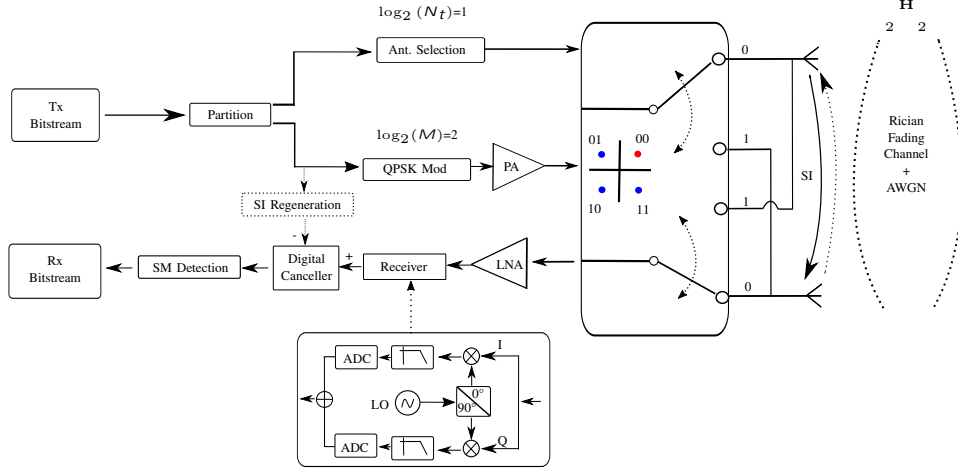 log₂ (Nₜ)=1
H
2 2
Ant. Selection
0
Tx
Bitstream
Partition
log₂(M)=2
Rician
Fading
Channel
+
AWGN
01 00
1
QPSK Mod
PA
SI
10 11
1
SI Regeneration
-
Rx
Bitstream
SM Detection
Digital
Canceller
+
Receiver
LNA
0
I
ADC
LO
0°
90°
ADC
Q